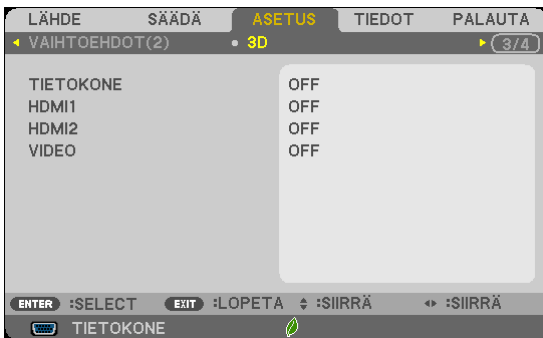 LÄHDE SÄÄDÄ ASETUS TIEDOT PALAUTA
VAIHTOEHDOT(2) • 3D 3/4
TIETOKONE OFF
HDMI1 OFF
HDMI2 OFF
VIDEO OFF
ENTER :SELECT EXIT :LOPETA :SIIRRÄ :SIIRRÄ
TIETOKONE